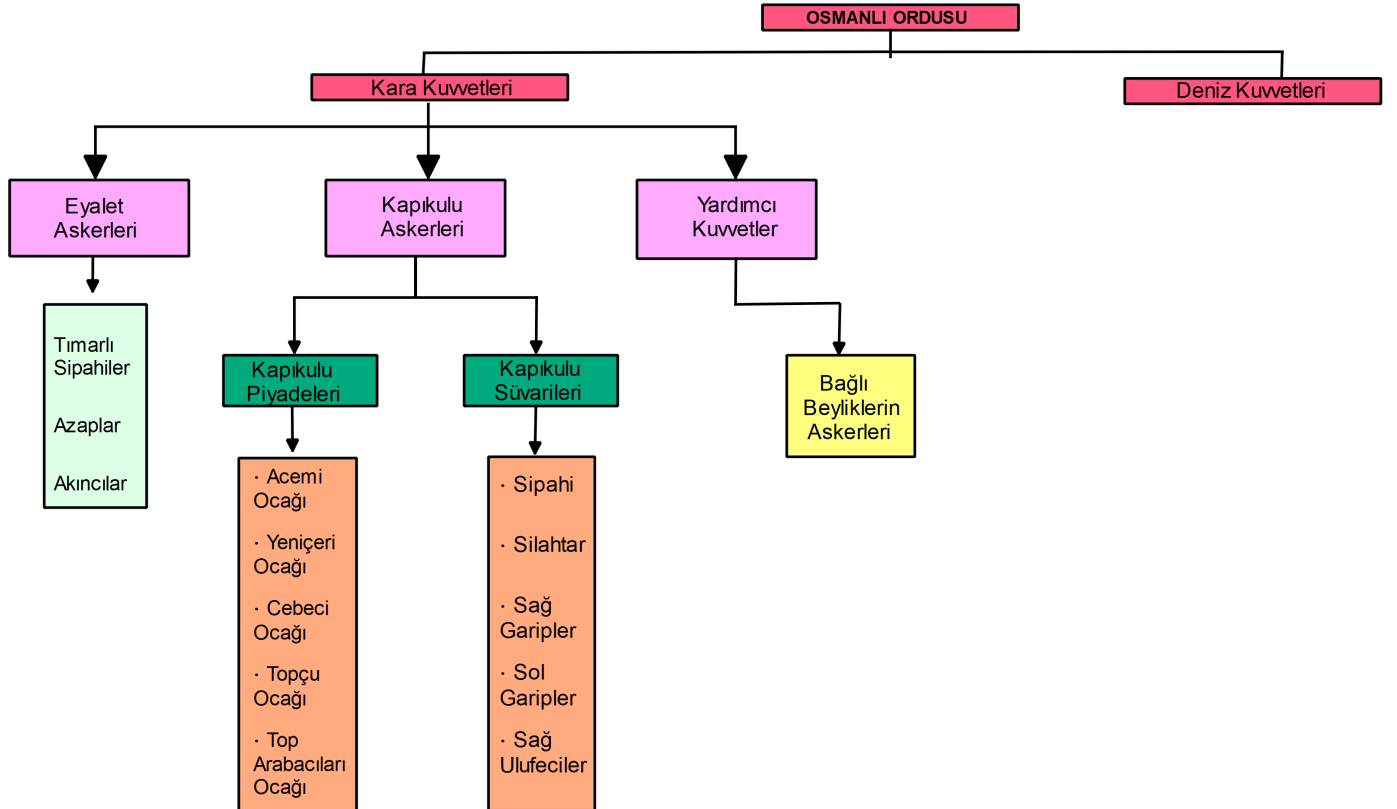 OSMANLI ORDUSU
Kara Kuvvetleri
Deniz Kuvvetleri
Eyalet
Askerleri
Kapıkulu
Askerleri
Yardımcı
Kuvvetler
Tımarlı
Sipahiler
Azaplar
Akıncılar
Kapıkulu
Piyadeleri
Kapıkulu
Süvarileri
Bağlı
Beyliklerin
Askerleri
· Acemi
Ocağı
· Yeniçeri
Ocağı
· Cebeci
Ocağı
· Topçu
Ocağı
· Top
Arabacıları
Ocağı
· Sipahi
· Silahtar
· Sağ
Garipler
· Sol
Garipler
· Sağ
Ulufeciler